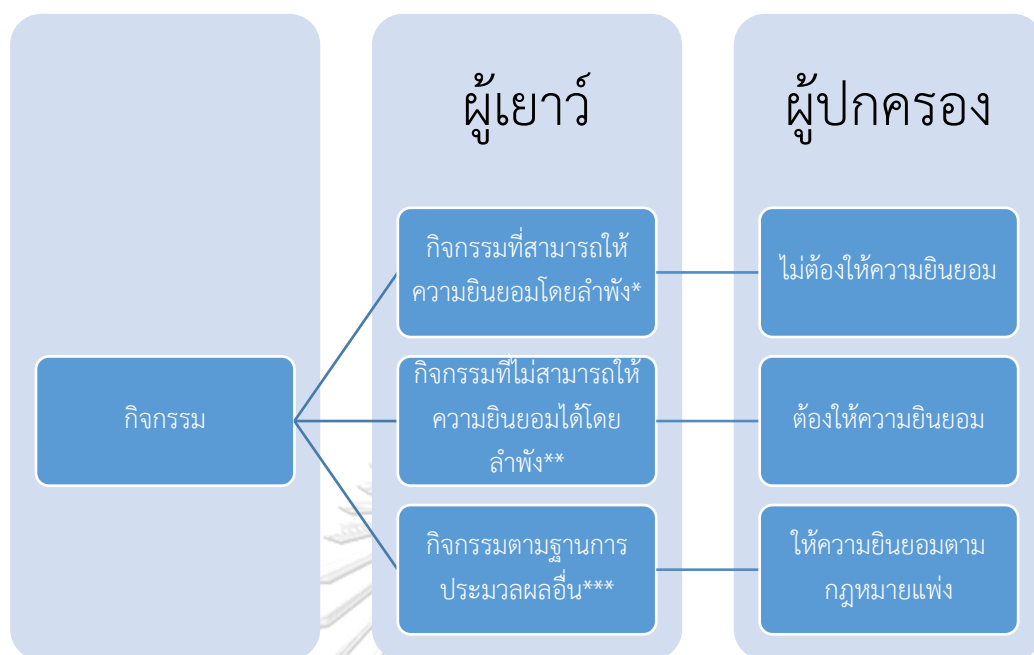 ผู้เยาว์
ผู้ปกครอง
กิจกรรม
กิจกรรมที่สามารถให้
ความยินยอมโดยลำพัง*
ไม่ต้องให้ความยินยอม
กิจกรรมที่ไม่สามารถให้
ความยินยอมได้โดย
ลำพัง**
ต้องให้ความยินยอม
กิจกรรมตามฐานการ
ประมวลผลอื่น***
ให้ความยินยอมตาม
กฎหมายแพ่ง